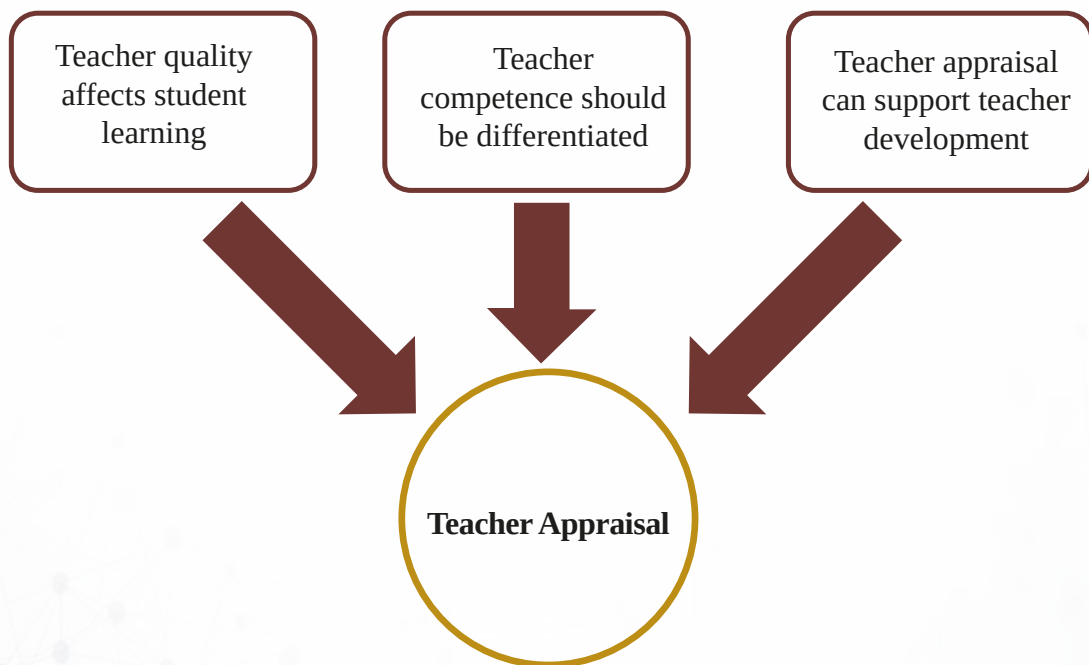 Teacher quality
affects student
learning
Teacher
competence should
be differentiated
Teacher appraisal
can support teacher
development
Teacher Appraisal